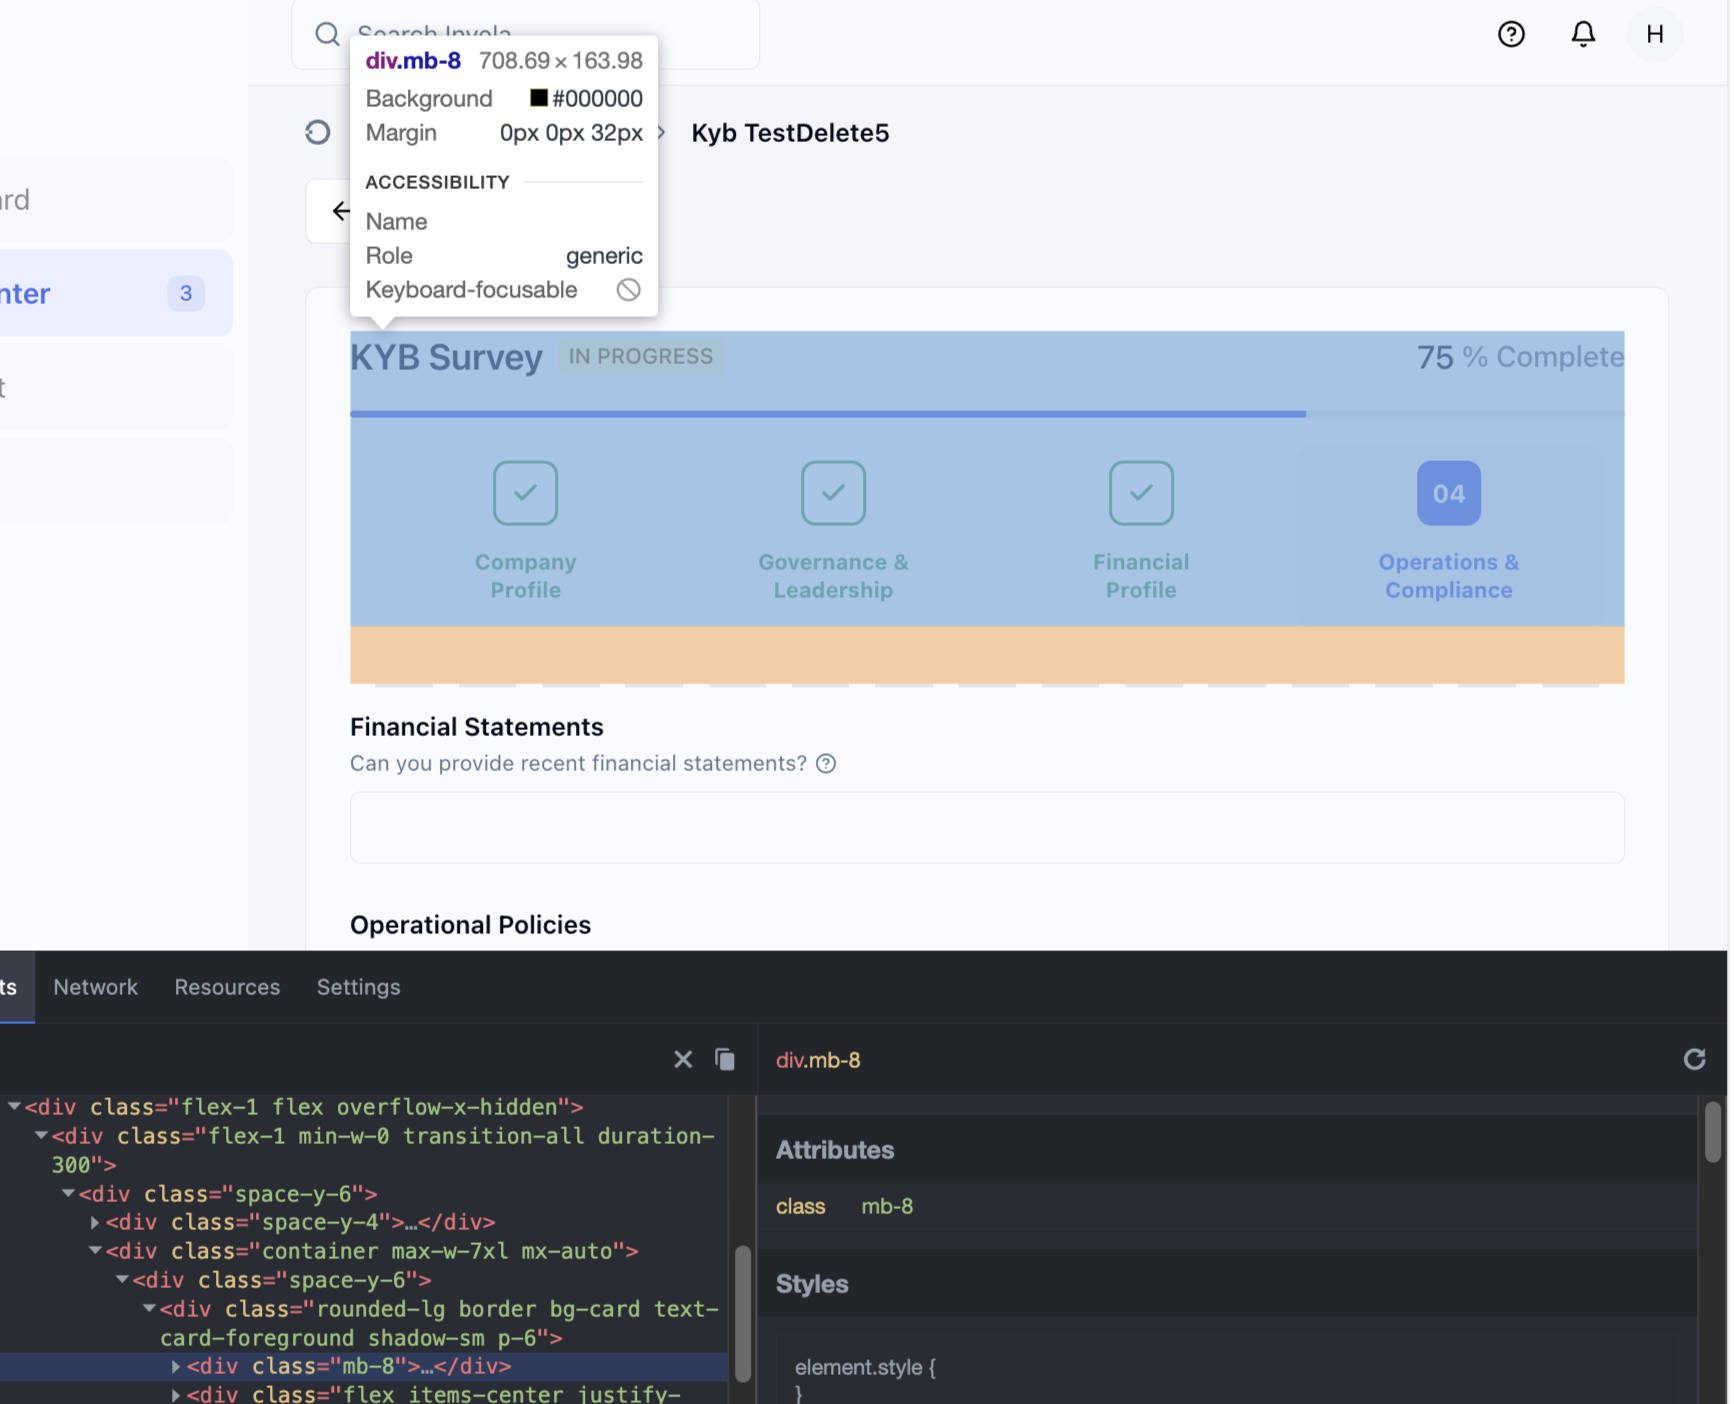 Search Invela
H
div.mb-8 708.69 × 163.98
Background #000000
Margin 0px 0px 32px
ACCESSIBILITY
Name
Role generic
Keyboard-focusable
Kyb TestDelete5
rd
nter 3
t
KYB Survey IN PROGRESS 75 % Complete
04
Company Profile
Governance & Leadership
Financial Profile
Operations & Compliance
Financial Statements
Can you provide recent financial statements?
Operational Policies
ts Network Resources Settings
div.mb-8
<div class="flex-1 flex overflow-x-hidden">
<div class="flex-1 min-w-0 transition-all duration-
300">
<div class="space-y-6">
<div class="space-y-4">…</div>
<div class="container max-w-7xl mx-auto">
<div class="space-y-6">
<div class="rounded-lg border bg-card text-
card-foreground shadow-sm p-6">
<div class="mb-8">…</div>
<div class="flex items-center justify-
Attributes
class mb-8
Styles
element.style {
}